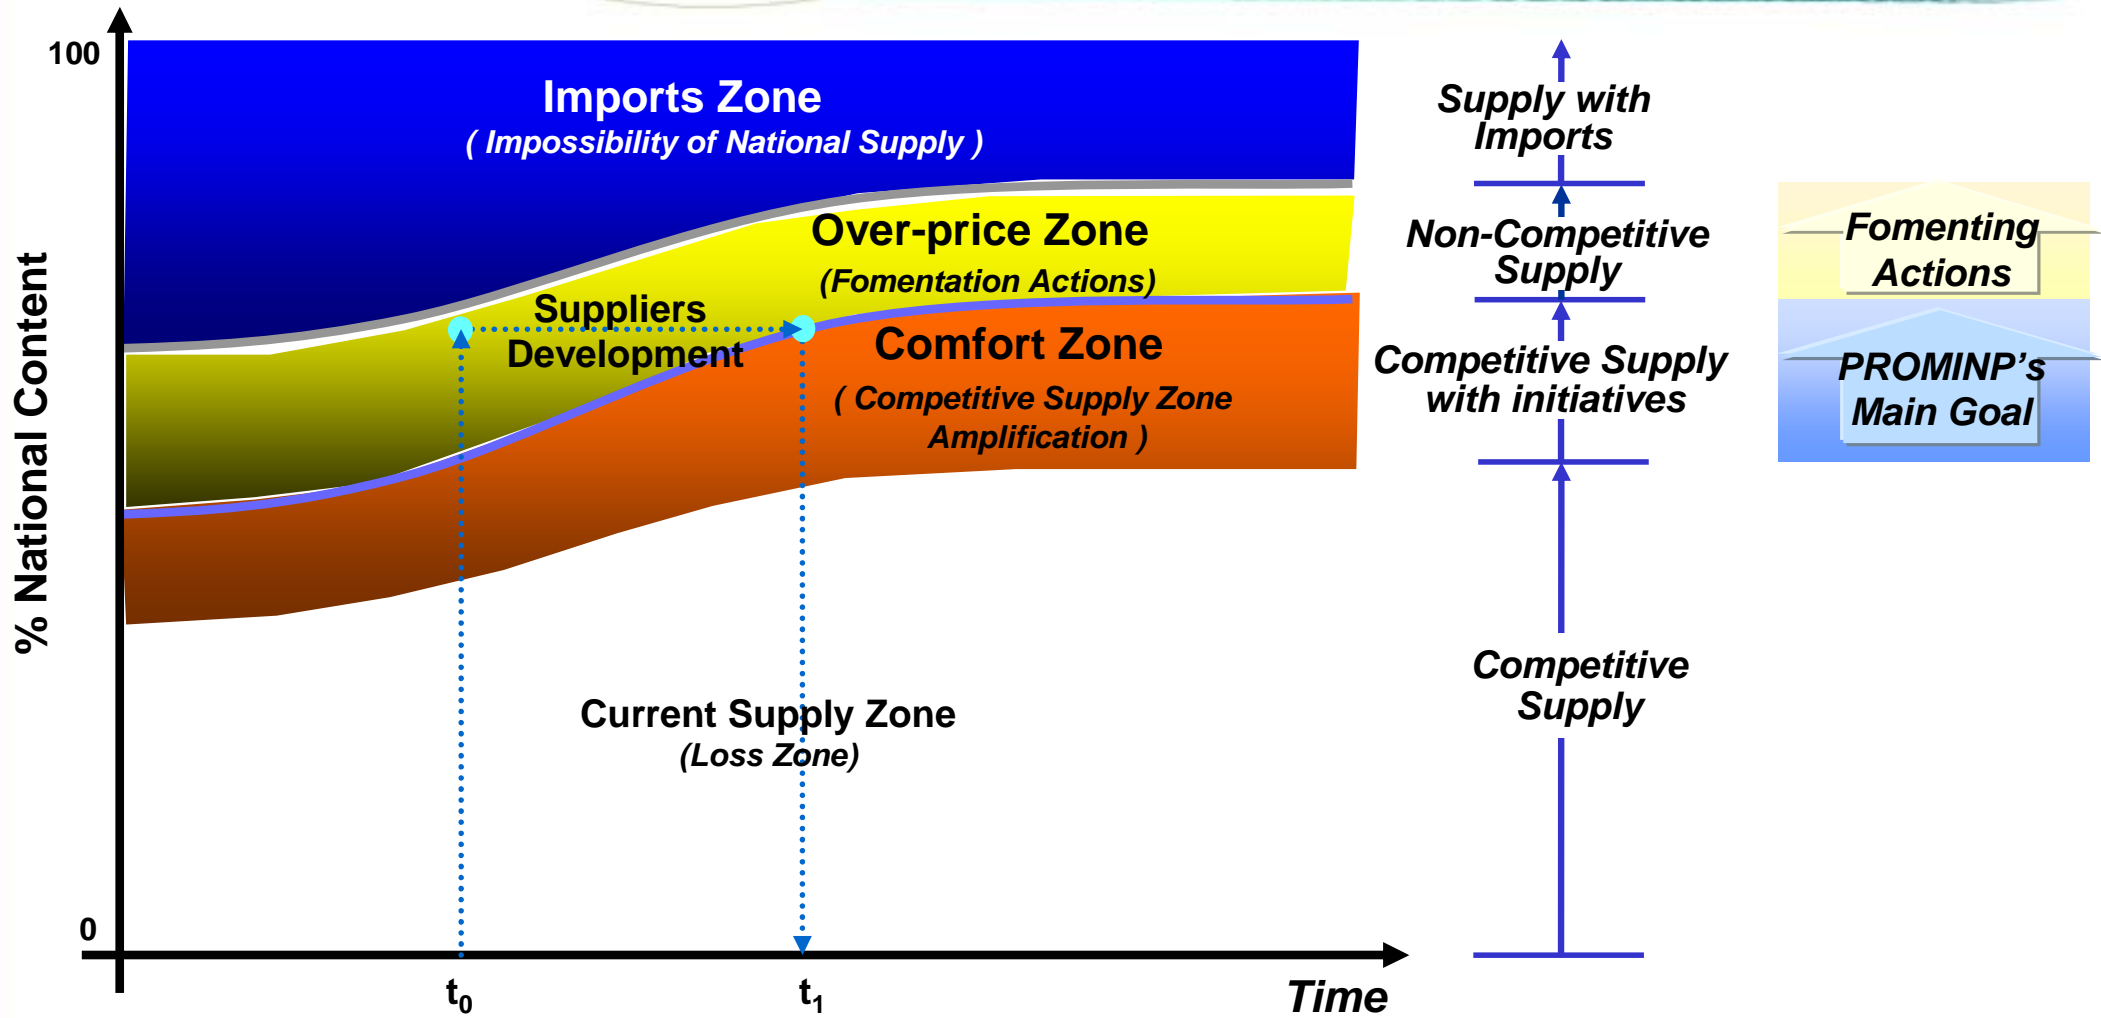 100
Imports Zone
( Impossibility of National Supply )
Over-price Zone
(Fomentation Actions)
Suppliers
Development
Comfort Zone
( Competitive Supply Zone
Amplification )
Current Supply Zone
(Loss Zone)
% National Content
0
t0
t1
Time
Supply with
Imports
Non-Competitive
Supply
Competitive Supply
with initiatives
Competitive
Supply
Fomenting
Actions
PROMINP's
Main Goal